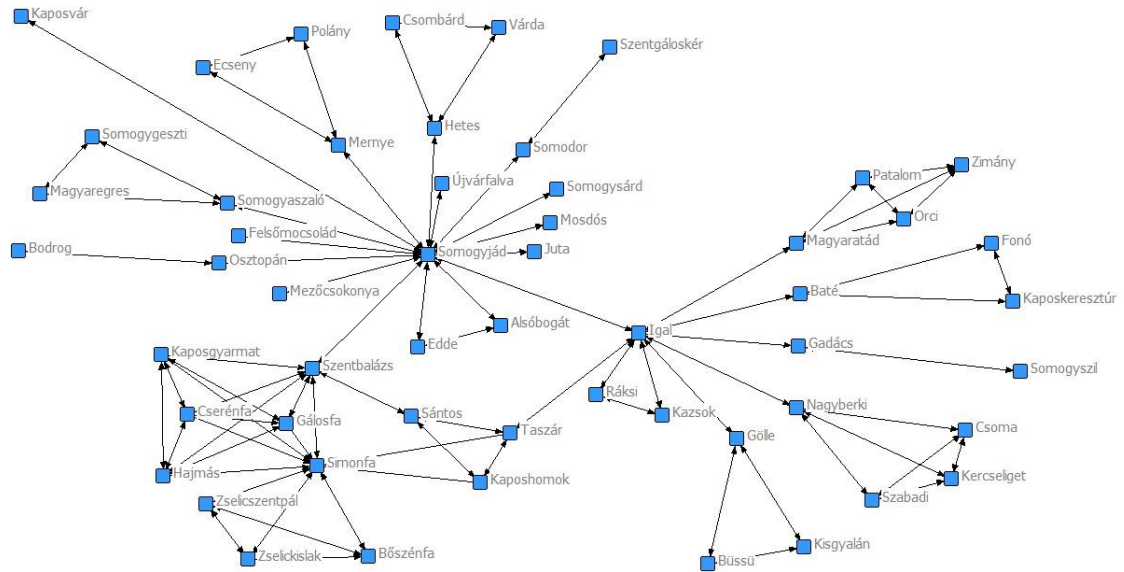 Kaposvár
Csombárd
Várda
Polány
Szentgáloskér
Ecseny
Hetes
Somogygeszti
Mernye
Somodor
Zimány
Patalom
Újvárfalva
Somogysárd
Magyaregres
Somogyaszaló
Orci
Mosdós
Felsőmocsolád
Magyaratád
Fonó
Bodrog
Somogyjád
Juta
Osztopán
Mezőcsokonya
Baté
Kaposkeresztúr
Alsóbogát
Igal
Edde
Gadács
Kaposgyarmat
Szentbalázs
Somogyszil
Ráksi
Nagyberki
Cserénfa
Sántos
Kazsok
Gálosfa
Taszár
Csoma
Gölle
Simonfa
Hajmás
Kaposhomok
Kercseliget
Zselicszentpál
Szabadi
Kisgyalán
Bőszénfa
Zselickislak
Büssü